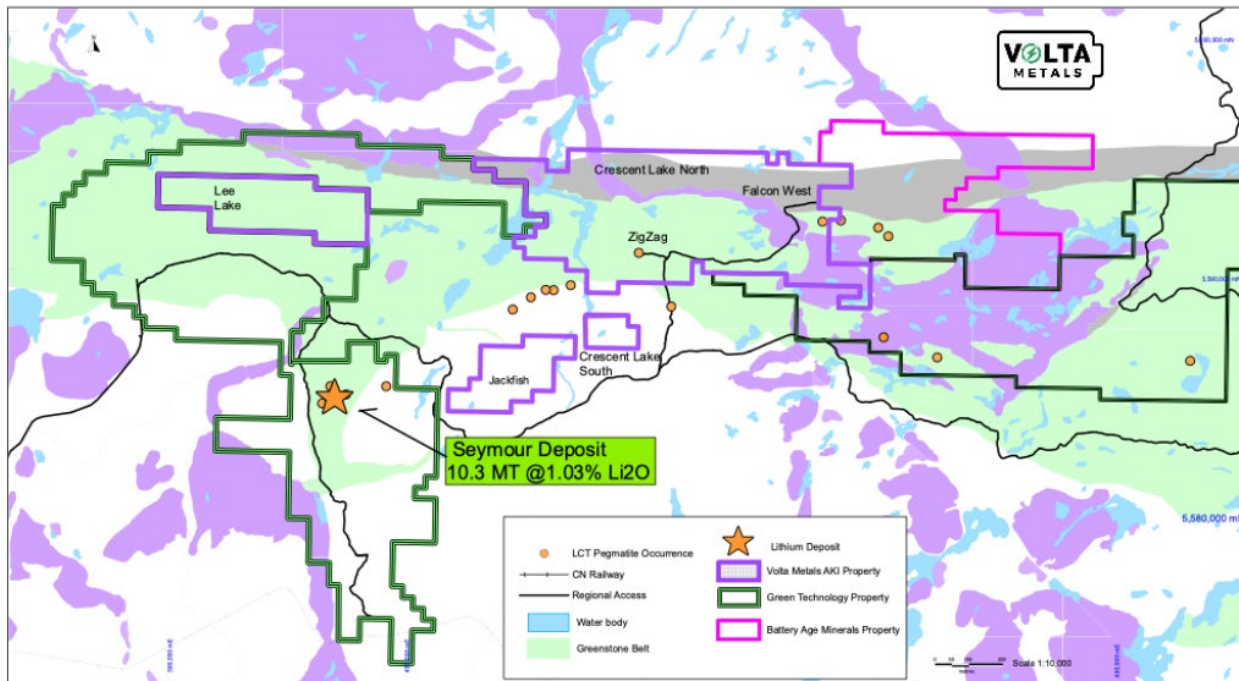 N
VOLTA
METALS
Crescent Lake North
Falcon West
Lee
Lake
ZigZag
Crescent Lake
South
Jackfish
Seymour Deposit
10.3 MT @1.03% Li2O
5,580,000 mN
LCT Pegmatite Occurrence
CN Railway
Regional Access
Water body
Greenstone Belt
Lithium Deposit
Volta Metals AKI Property
Green Technology Property
Battery Age Minerals Property
Scale 1:10,000